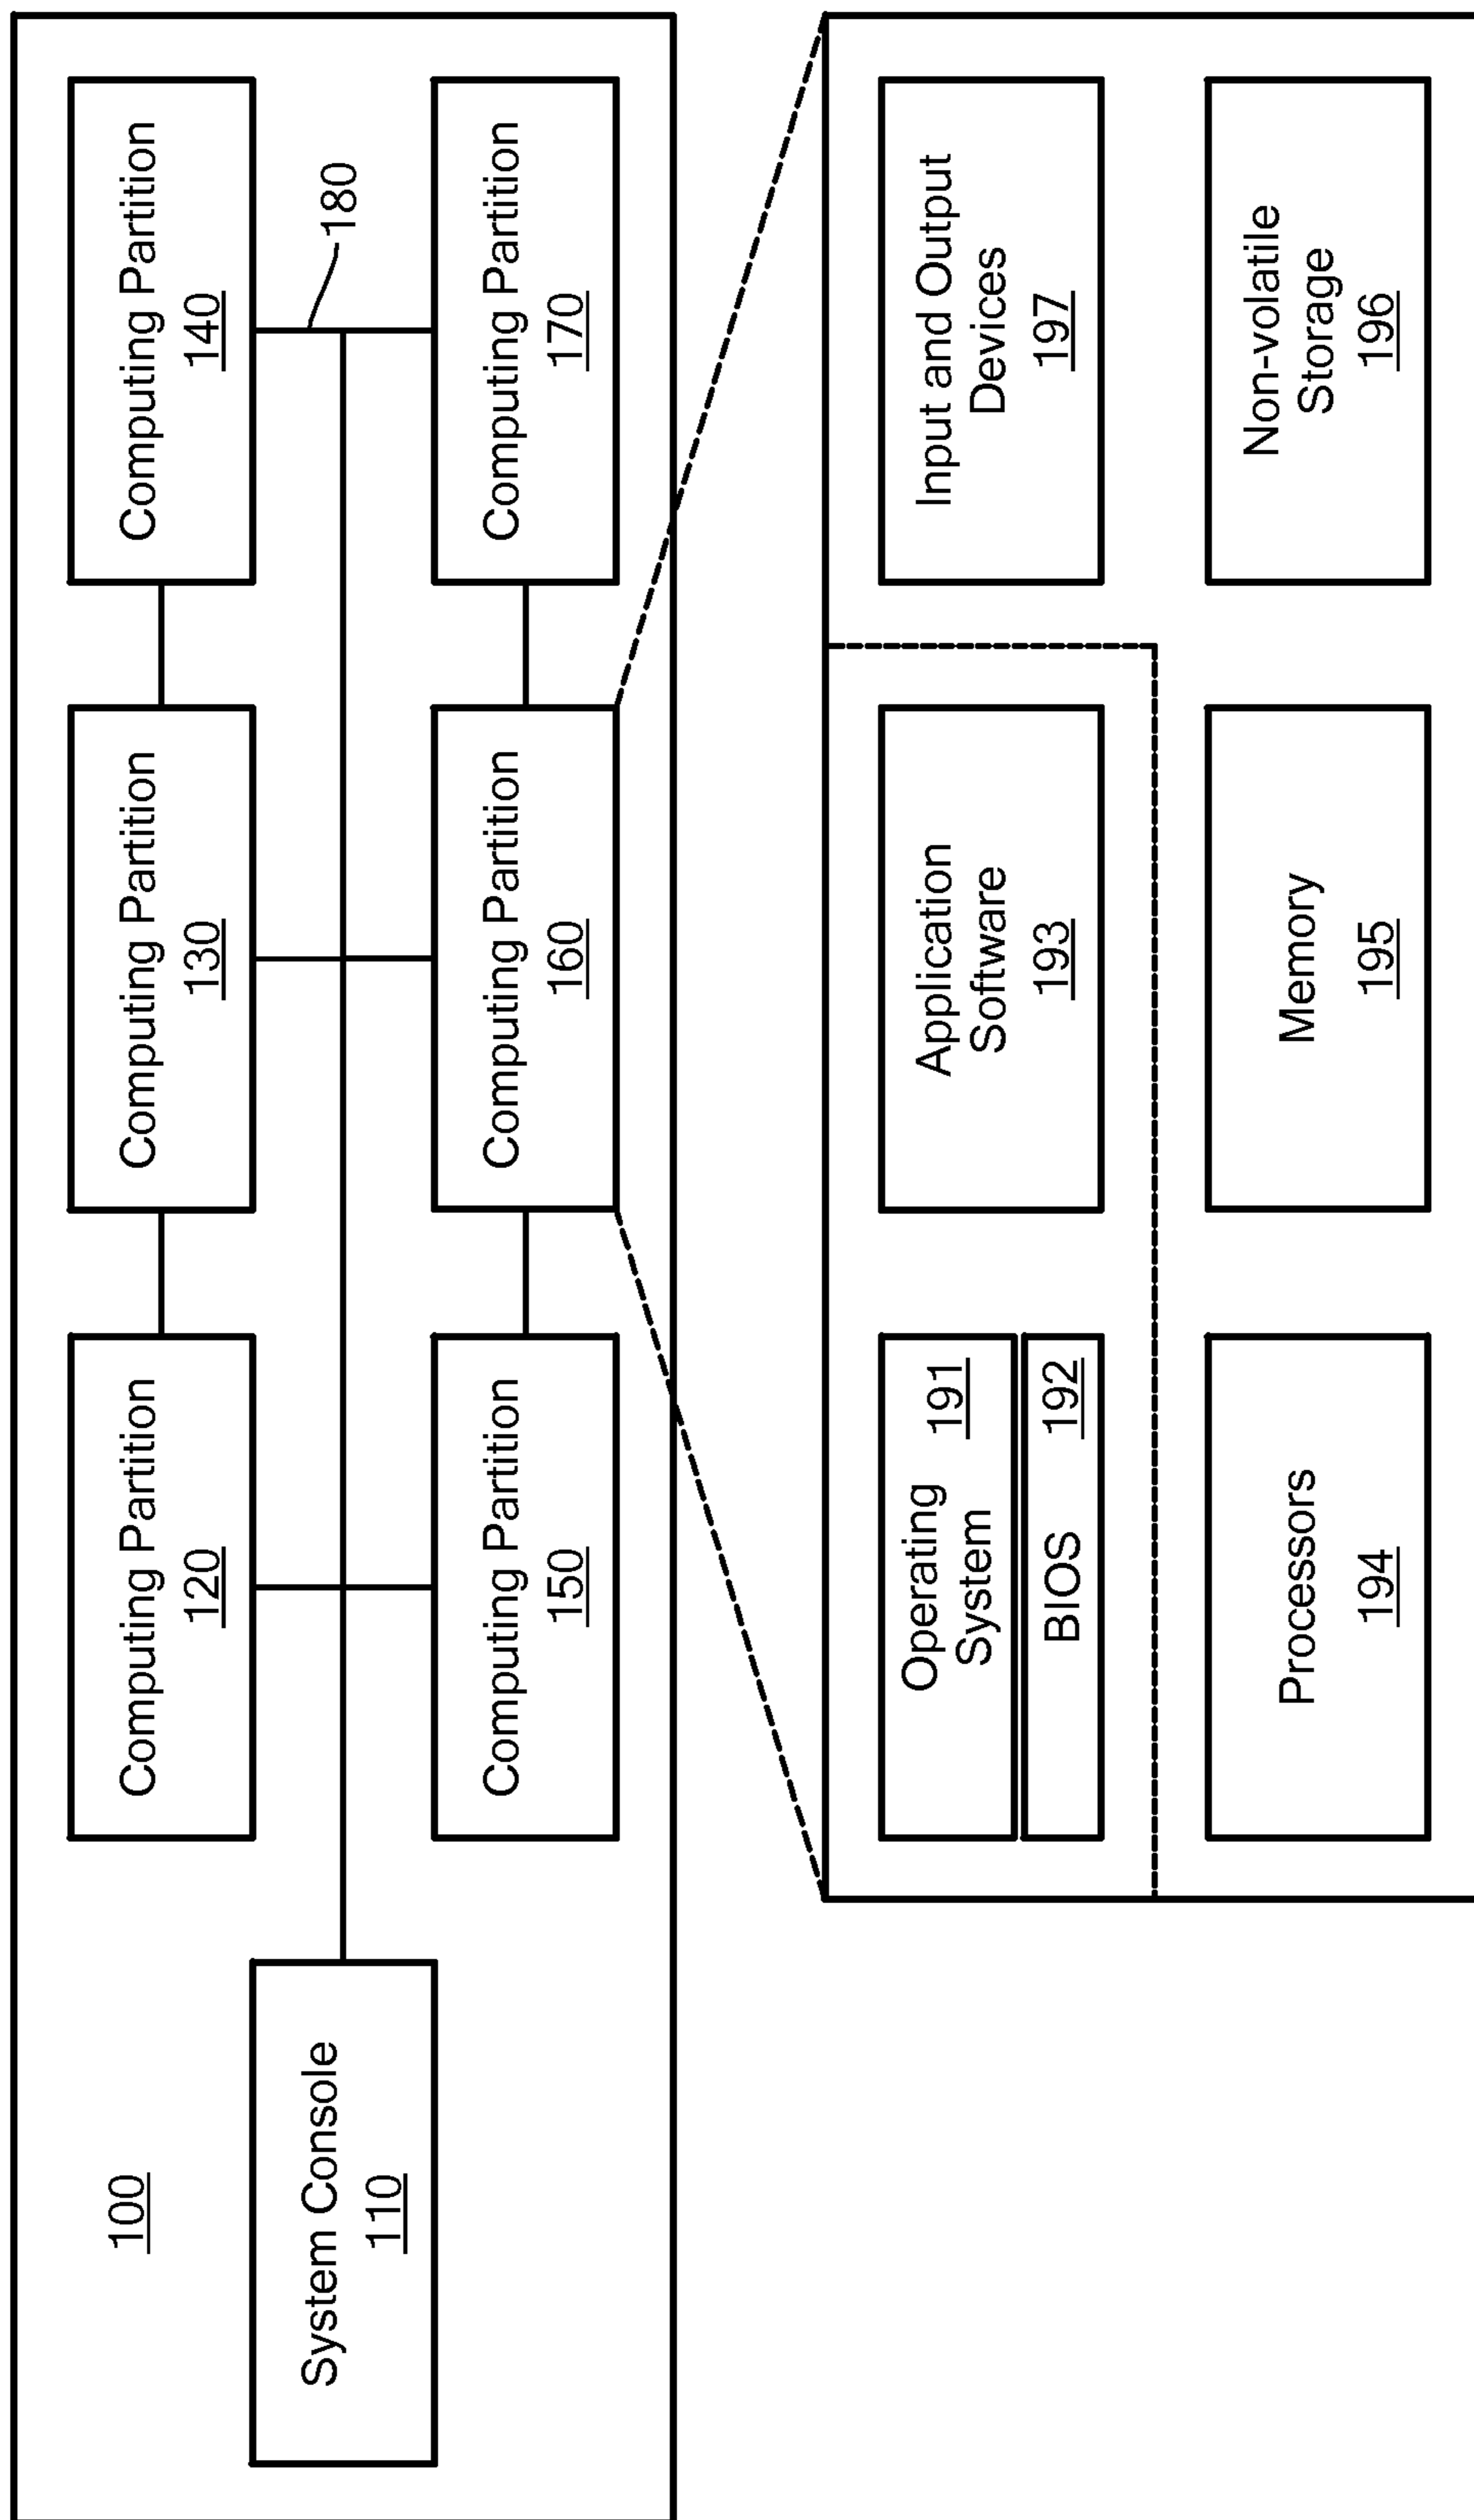 100
System Console
110
Computing Partition
120
Computing Partition
130
Computing Partition
140
180
Computing Partition
150
Computing Partition
160
Computing Partition
170
Operating
System
191
BIOS
192
Application
Software
193
Input and Output
Devices
197
Processors
194
Memory
195
Non-volatile
Storage
196